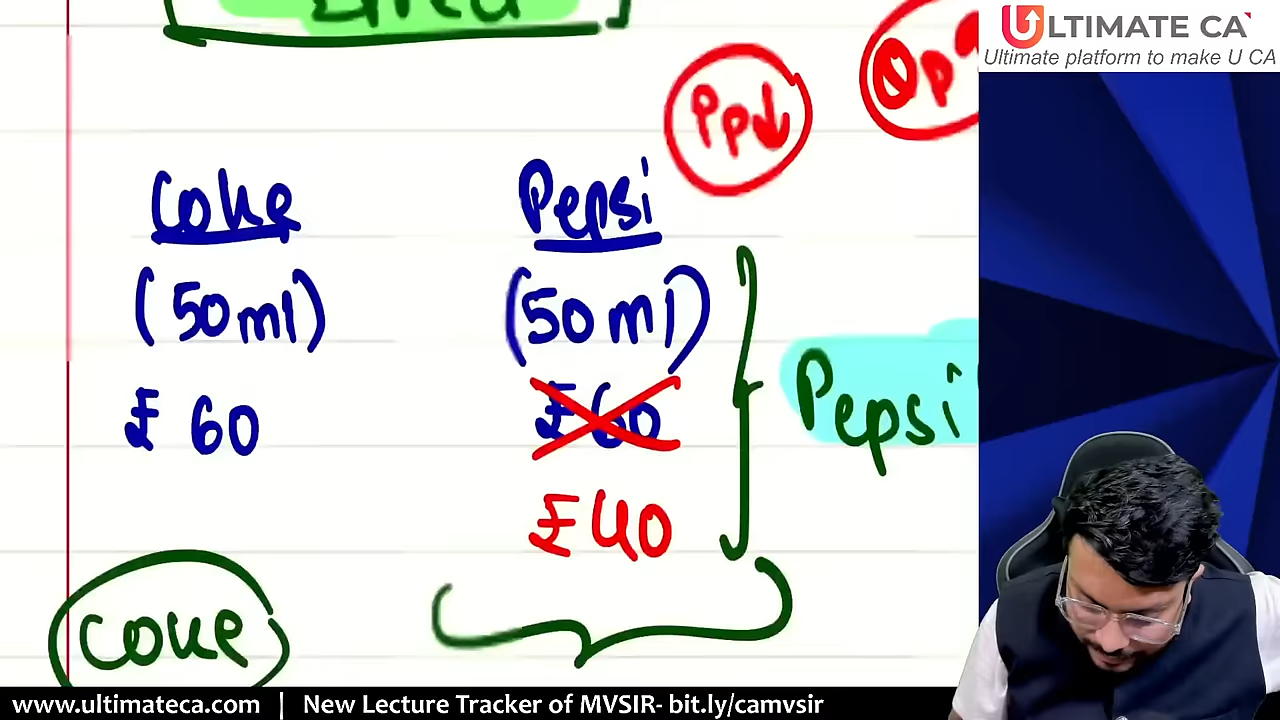 ULTIMATE CA
Ultimate platform to make U CA
Pp↓
Coke
Pepsi
(50ml)
(50ml)
₹ 60
₹60
₹40
Pepsi
Coke
www.ultimateca.com | New Lecture Tracker of MVSIR- bit.ly/camvsir